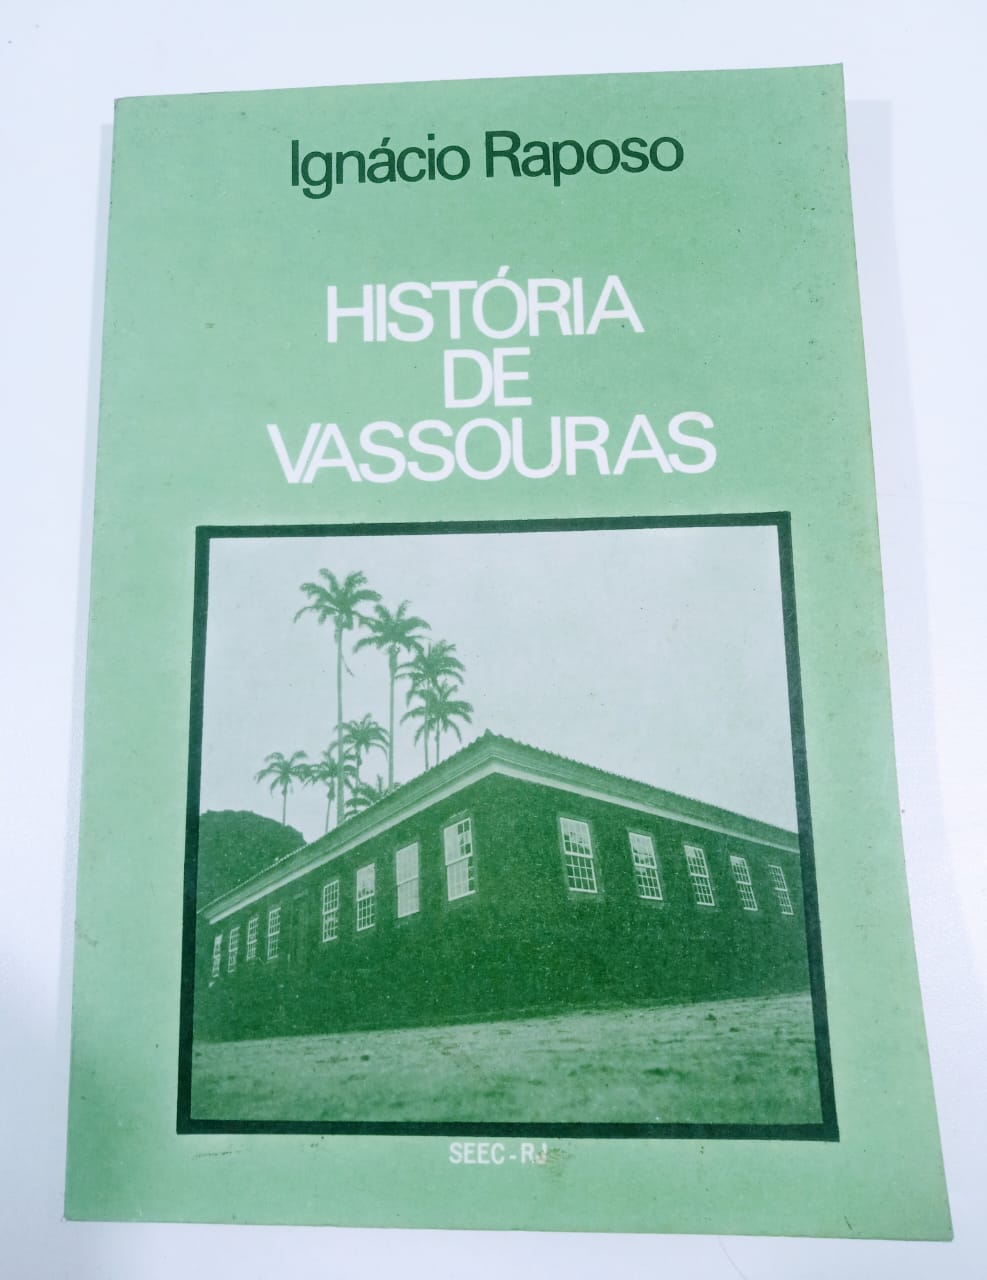 Ignácio Raposo
HISTÓRIA
DE
VASSOURAS
SEEC-RJ